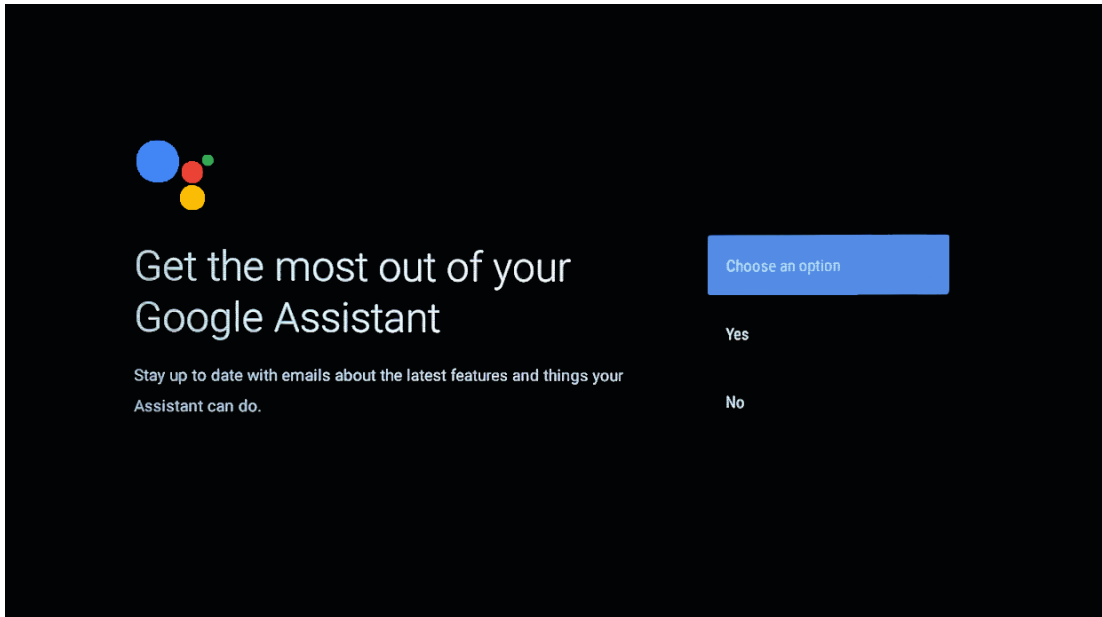 Get the most out of your
Google Assistant
Stay up to date with emails about the latest features and things your
Assistant can do.
Choose an option
Yes
No